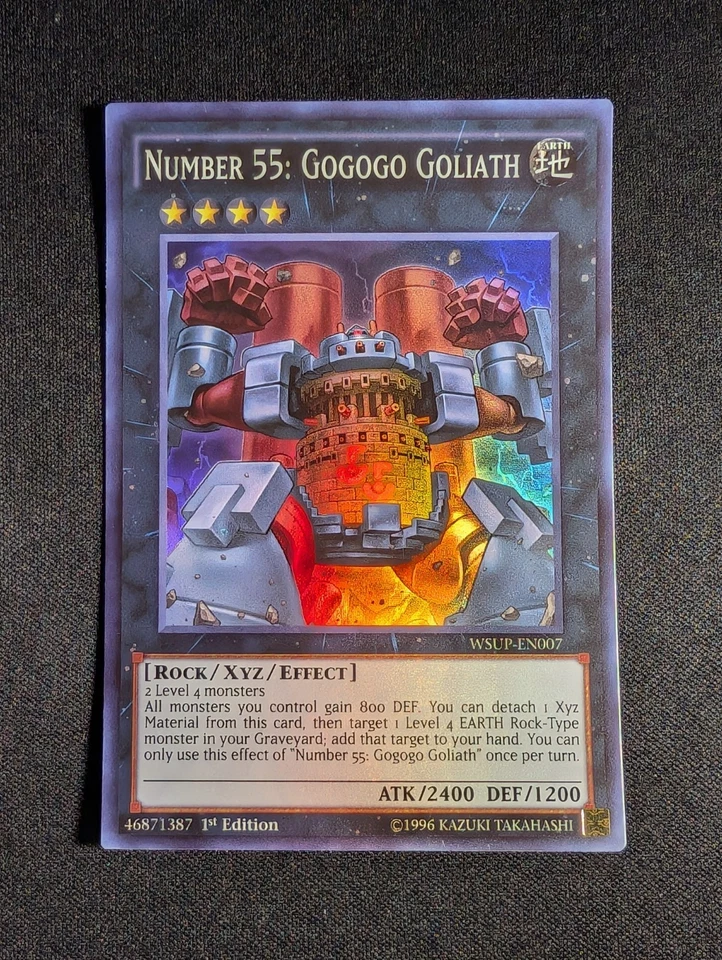 NUMBER 55: GOGOGO GOLIATH
EARTH
地
WSUP-EN007
[ROCK/XYZ/EFFECT]
2 Level 4 monsters
All monsters you control gain 800 DEF. You can detach 1 Xyz
Material from this card, then target 1 Level 4 EARTH Rock-Type
monster in your Graveyard; add that target to your hand. You can
only use this effect of "Number 55: Gogogo Goliath" once per turn.
ATK/2400 DEF/1200
46871387 1st Edition
©1996 KAZUKI TAKAHASHI